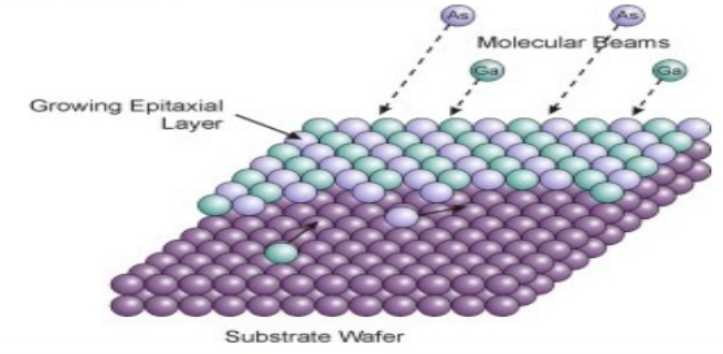 As
As
Molecular Beams
Ga
Ga
Growing Epitaxial
Layer
Substrate Wafer